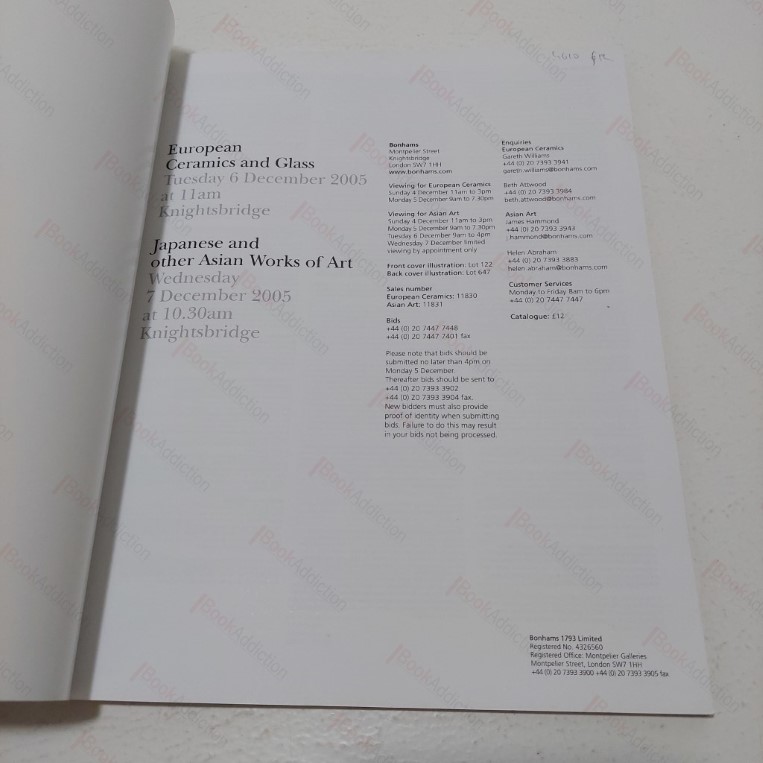 European
Ceramics and Glass
Tuesday 6 December 2005
at 11am
Knightsbridge
Japanese and
other Asian Works of Art
Wednesday
7 December 2005
at 10.30am
Knightsbridge
Bonhams
Montpelier Street
Knightsbridge
London SW7 1HH
www.bonhams.com
Viewing for European Ceramics
Sunday 4 December 11am to 3pm
Monday 5 December 9am to 7.30pm
Viewing for Asian Art
Sunday 4 December 11am to 3pm
Monday 5 December 9am to 7.30pm
Tuesday 6 December 9am to 4pm
Wednesday 7 December limited
viewing by appointment only
Front cover illustration: Lot 122
Back cover illustration: Lot 647
Sales number
European Ceramics: 11830
Asian Art: 11831
Bids
+44 (0) 20 7447 7448
+44 (0) 20 7447 7401 fax
Please note that bids should be
submitted no later than 4pm on
Monday 5 December.
Thereafter bids should be sent to
+44 (0) 20 7393 3902
+44 (0) 20 7393 3904 fax.
New bidders must also provide
proof of identity when submitting
bids. Failure to do this may result
in your bids not being processed.
Enquiries
European Ceramics
Gareth Williams
+44 (0) 20 7393 3941
gareth.williams@bonhams.com
Beth Attwood
+44 (0) 20 7393 3984
beth.attwood@bonhams.com
Asian Art
James Hammond
+44 (0) 20 7393 3943
j.hammond@bonhams.com
Helen Abraham
+44 (0) 20 7393 3883
helen.abraham@bonhams.com
Customer Services
Monday to Friday 8am to 6pm
+44 (0) 20 7447 7447
Catalogue: £12
Bonhams 1793 Limited
Registered No. 4326560
Registered Office: Montpelier Galleries
Montpelier Street, London SW7 1HH
+44 (0) 20 7393 3900 +44 (0) 20 7393 3905 fax
BookAddiction